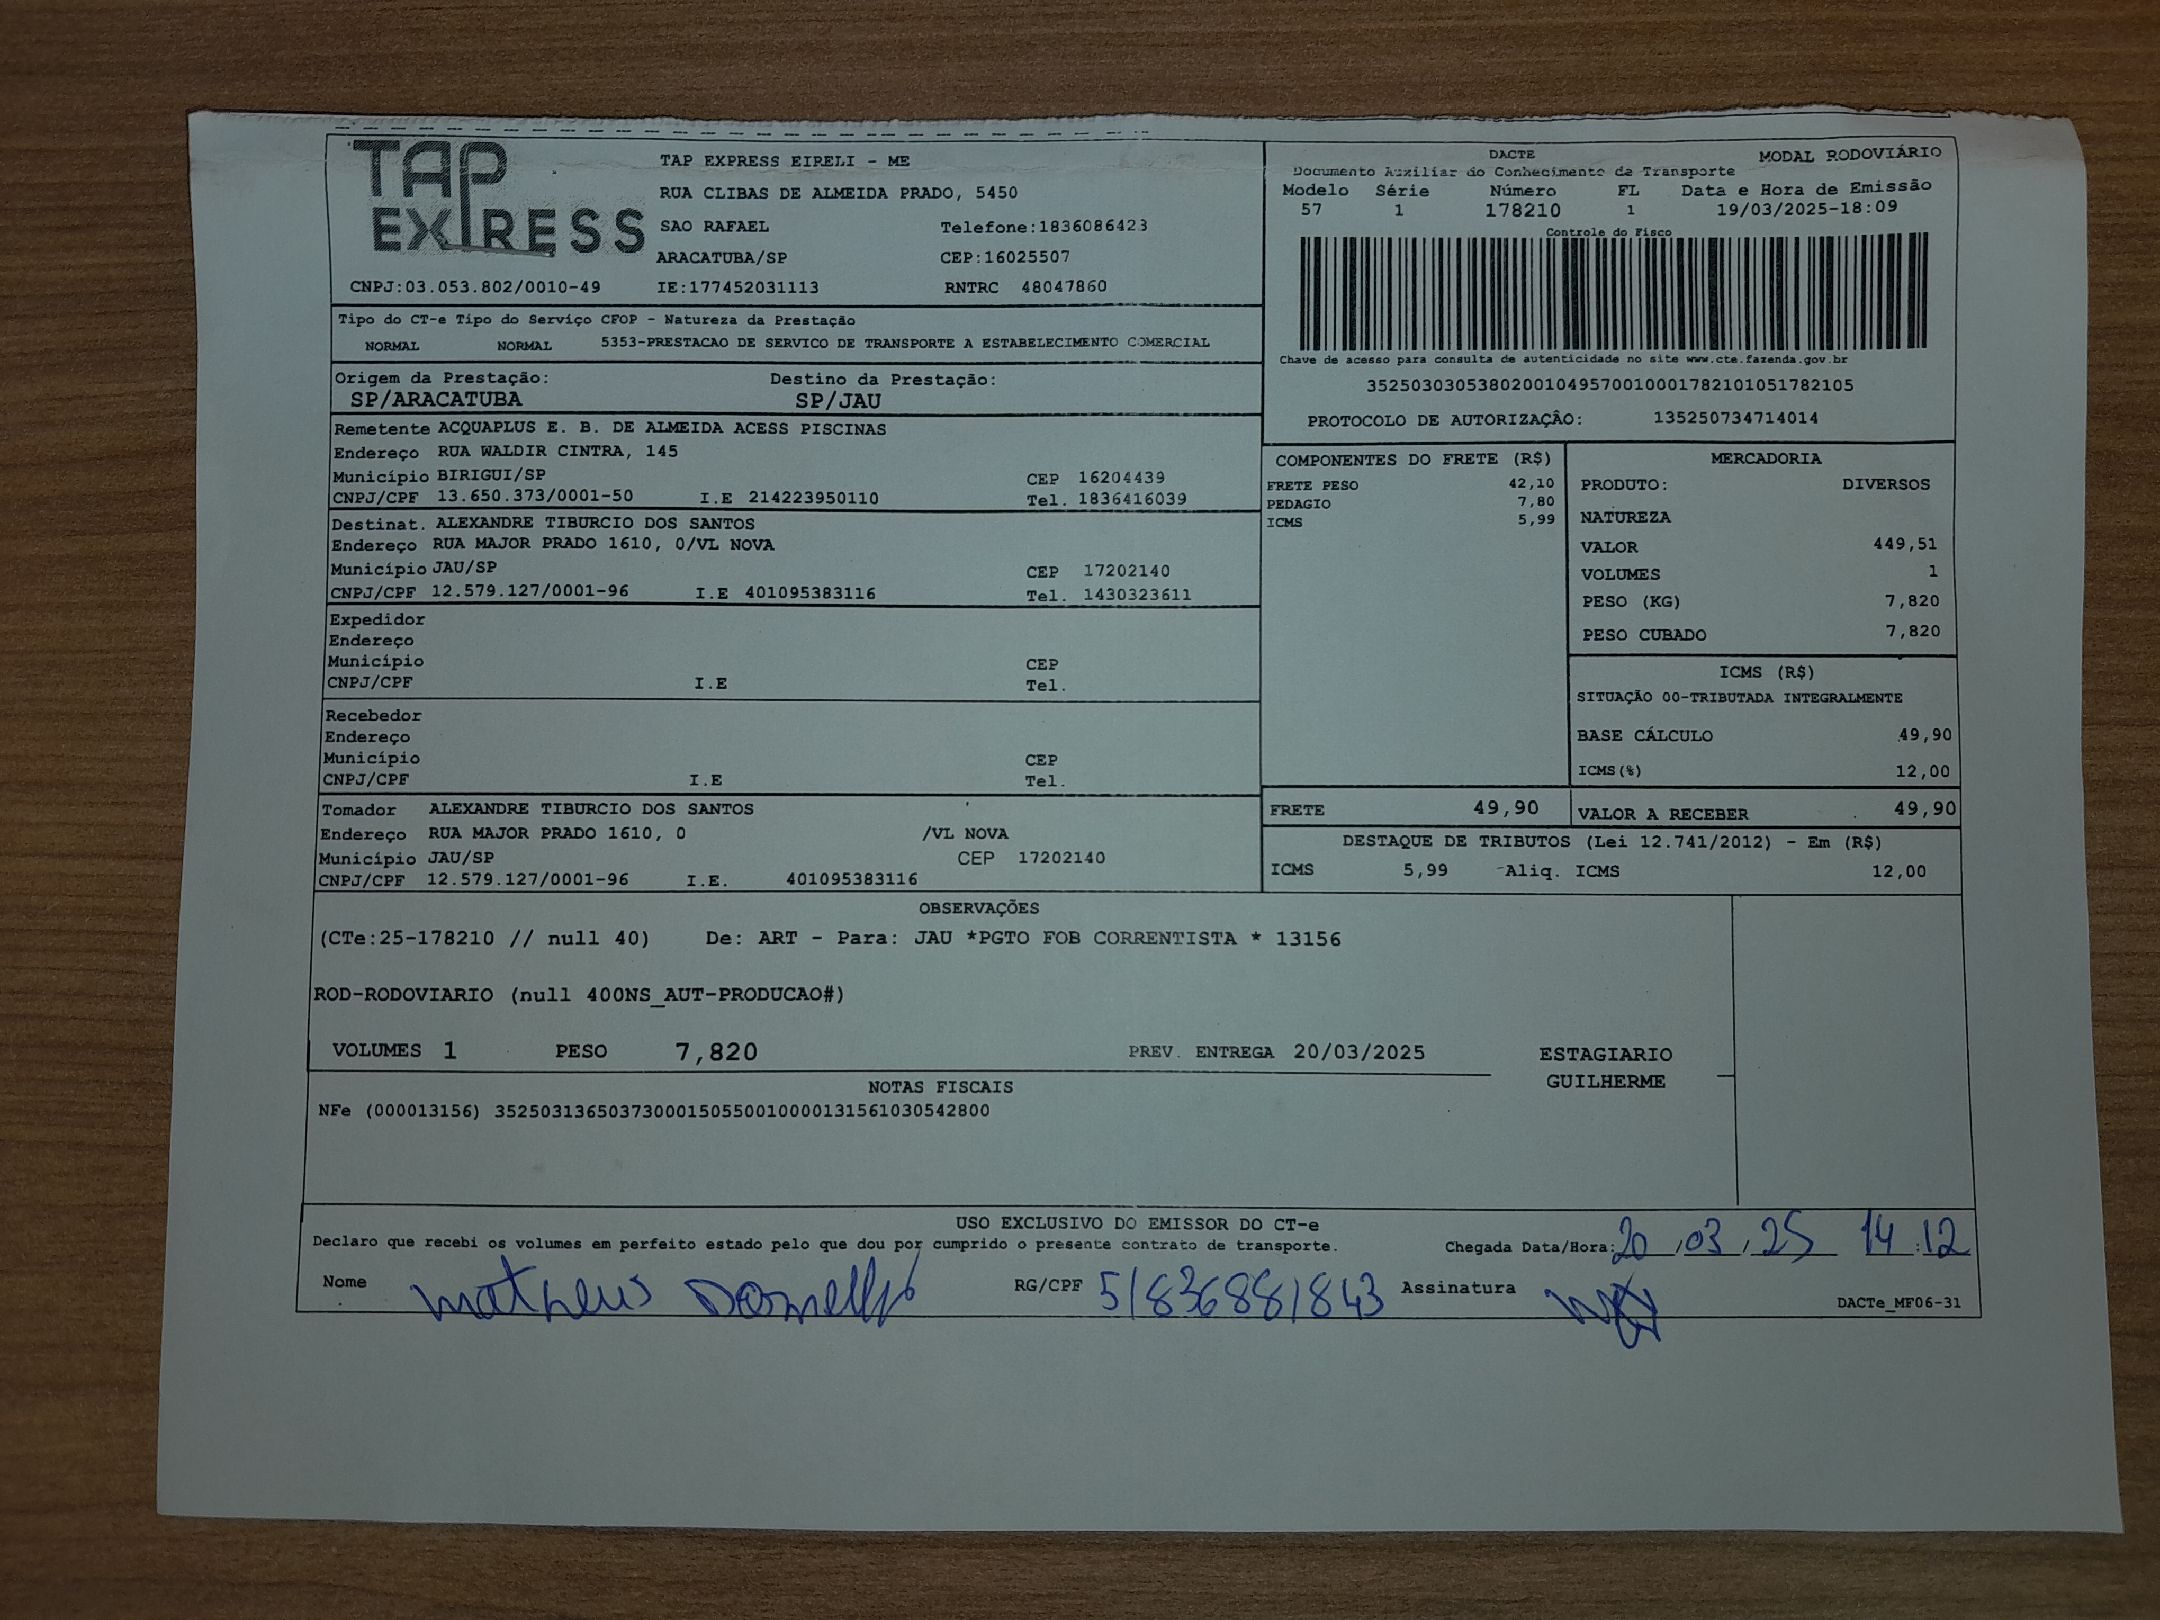 TAP
EXPRESS
TAP EXPRESS EIRELI - ME
RUA CLIBAS DE ALMEIDA PRADO, 5450
SAO RAFAEL Telefone:1836086423
ARACATUBA/SP CEP:16025507
CNPJ:03.053.802/0010-49 IE:177452031113 RNTRC 48047860
DACTE MODAL RODOVIÁRIO
Documento Auxiliar do Conhecimento de Transporte
Modelo Série Número FL Data e Hora de Emissão
57 1 178210 1 19/03/2025-18:09
Controle do Fisco
Chave de acesso para consulta de autenticidade no site www.cte.fazenda.gov.br
35250303053802001049570010001782101051782105
PROTOCOLO DE AUTORIZAÇÂO: 135250734714014
Tipo do CT-e Tipo do Serviço CFOP - Natureza da Prestação
NORMAL NORMAL 5353-PRESTACAO DE SERVICO DE TRANSPORTE A ESTABELECIMENTO COMERCIAL
Origem da Prestação: Destino da Prestação:
SP/ARACATUBA SP/JAU
Remetente ACQUAPLUS E. B. DE ALMEIDA ACESS PISCINAS
Endereço RUA WALDIR CINTRA, 145
Município BIRIGUI/SP CEP 16204439
CNPJ/CPF 13.650.373/0001-50 I.E 214223950110 Tel. 1836416039
Destinat. ALEXANDRE TIBURCIO DOS SANTOS
Endereço RUA MAJOR PRADO 1610, 0/VL NOVA
Município JAU/SP CEP 17202140
CNPJ/CPF 12.579.127/0001-96 I.E 401095383116 Tel. 1430323611
Expedidor
Endereço
Município CEP
CNPJ/CPF I.E Tel.
Recebedor
Endereço
Município CEP
CNPJ/CPF I.E Tel.
Tomador ALEXANDRE TIBURCIO DOS SANTOS
Endereço RUA MAJOR PRADO 1610, 0 /VL NOVA
Município JAU/SP CEP 17202140
CNPJ/CPF 12.579.127/0001-96 I.E. 401095383116
COMPONENTES DO FRETE (R$)
FRETE PESO 42,10
PEDAGIO 7,80
ICMS 5,99
MERCADORIA
PRODUTO: DIVERSOS
NATUREZA
VALOR 449,51
VOLUMES 1
PESO (KG) 7,820
PESO CUBADO 7,820
ICMS (R$)
SITUAÇÃO 00-TRIBUTADA INTEGRALMENTE
BASE CÁLCULO 49,90
ICMS(%) 12,00
FRETE 49,90 VALOR A RECEBER 49,90
DESTAQUE DE TRIBUTOS (Lei 12.741/2012) - Em (R$)
ICMS 5,99 Aliq. ICMS 12,00
OBSERVAÇÕES
(CTe:25-178210 // null 40) De: ART - Para: JAU *PGTO FOB CORRENTISTA * 13156
ROD-RODOVIARIO (null 400NS_AUT-PRODUCAO#)
VOLUMES 1 PESO 7,820 PREV. ENTREGA 20/03/2025
ESTAGIARIO
GUILHERME
NOTAS FISCAIS
NFe (000013156) 35250313650373000150550010000131561030542800
USO EXCLUSIVO DO EMISSOR DO CT-e
Declaro que recebi os volumes em perfeito estado pelo que dou por cumprido o presente contrato de transporte. Chegada Data/Hora: 20/03/25 14:12
Nome Matheus RG/CPF 51836881843 Assinatura
DACTe_MF06-31